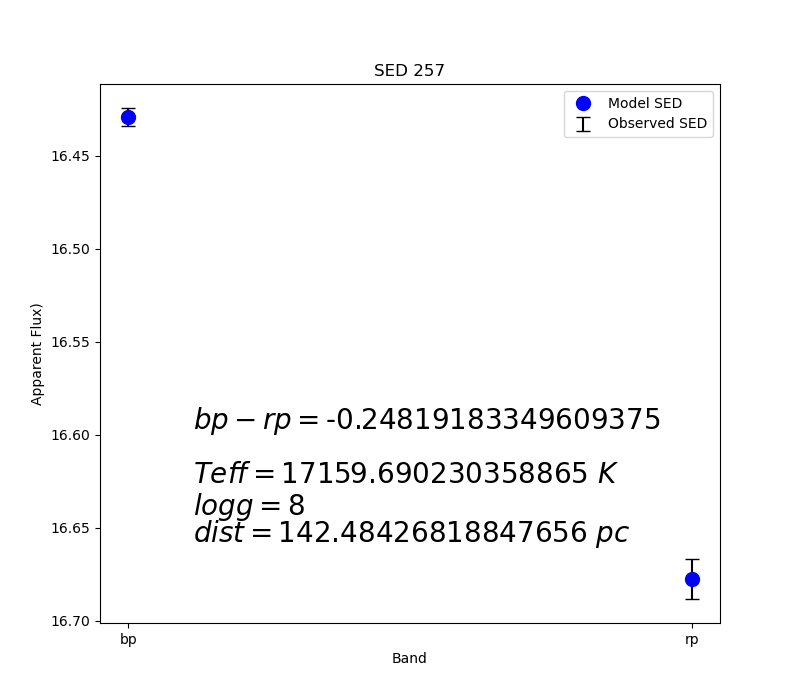 SED 257
Model SED
Observed SED
16.45
16.50
16.55
16.60
16.65
16.70
Apparent Flux)
bp − rp = -0.24819183349609375
Teff = 17159.690230358865 K
logg = 8
dist = 142.48426818847656 pc
bp
rp
Band